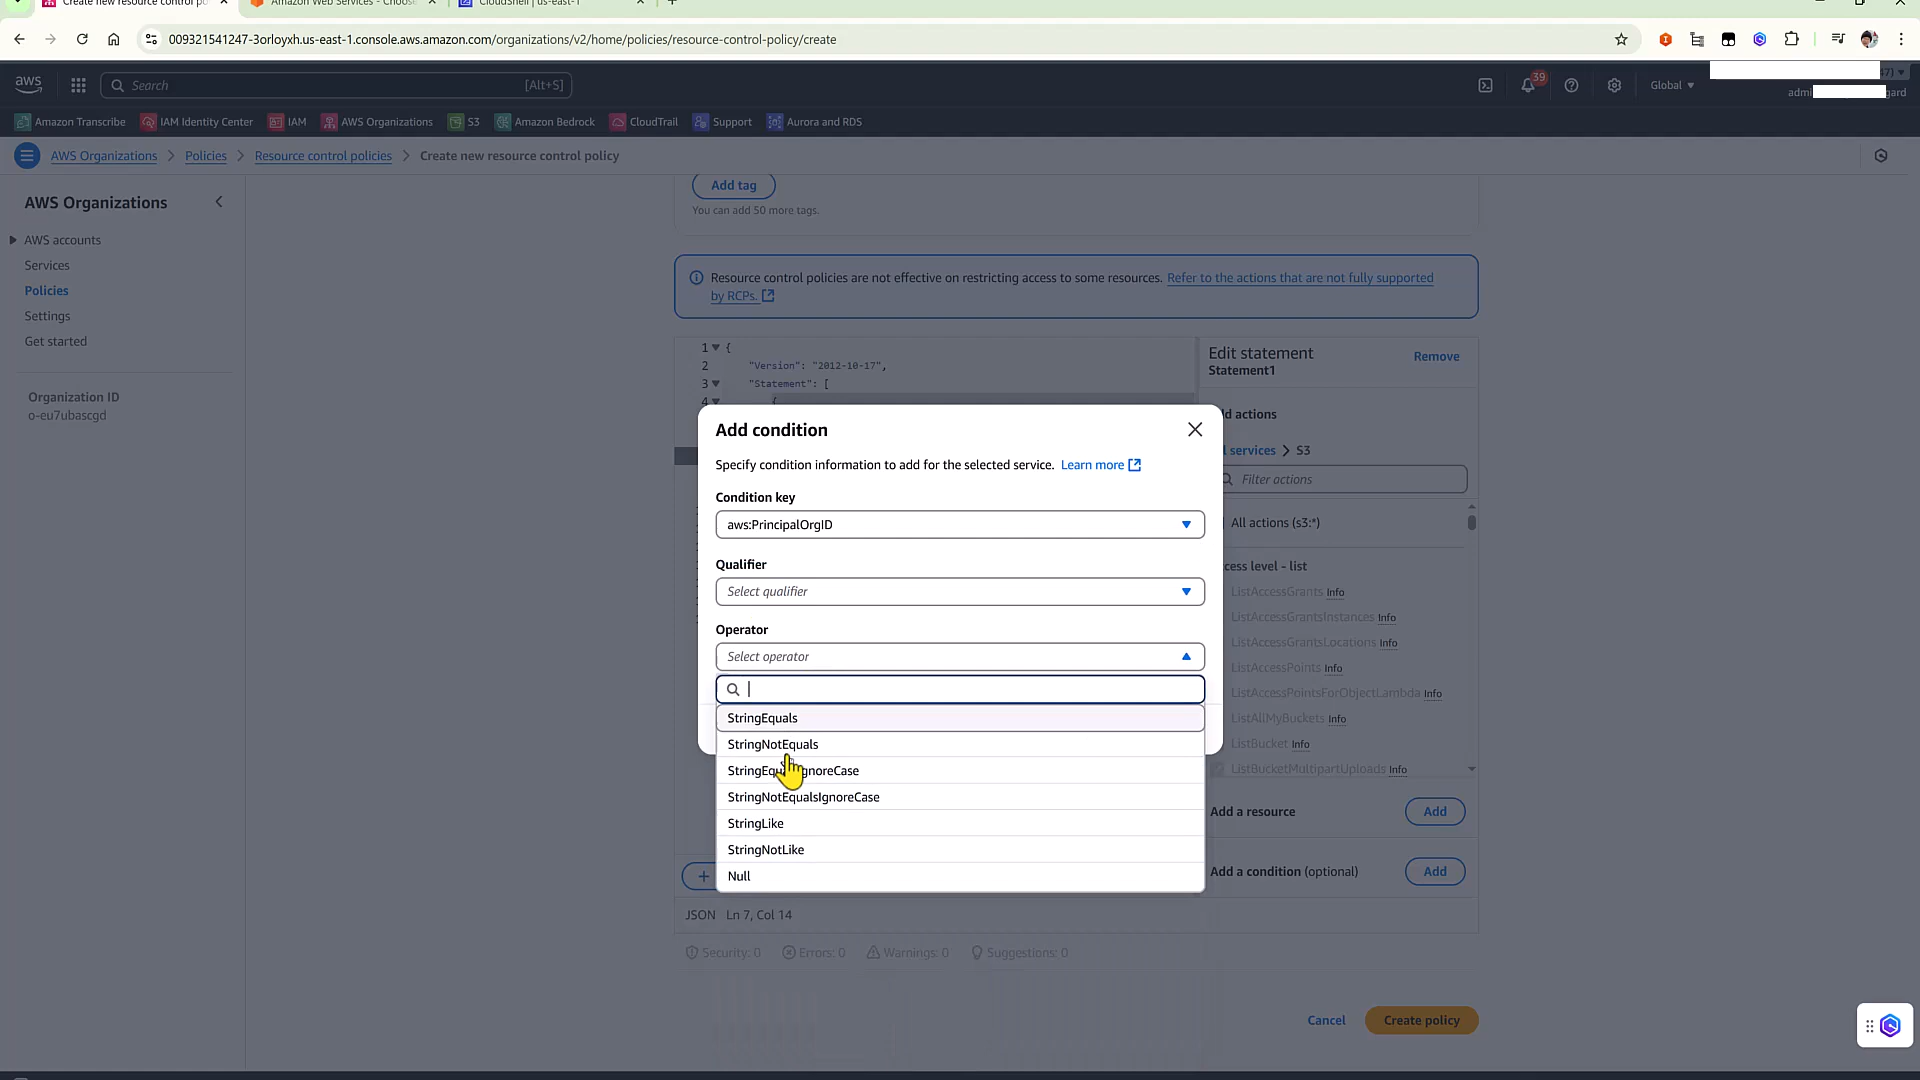 Create new resource control po
Amazon Web Services - Choose
CloudShell | us-east-1
009321541247-3orloyxh.us-east-1.console.aws.amazon.com/organizations/v2/home/policies/resource-control-policy/create
aws
Search
[Alt+S]
39
Global
admi
gard
Amazon Transcribe
IAM Identity Center
IAM
AWS Organizations
S3
Amazon Bedrock
CloudTrail
Support
Aurora and RDS
AWS Organizations > Policies > Resource control policies > Create new resource control policy
AWS Organizations
AWS accounts
Services
Policies
Settings
Get started
Organization ID
o-eu7ubascgd
Add tag
You can add 50 more tags.
Resource control policies are not effective on restricting access to some resources. Refer to the actions that are not fully supported
by RCPs.
1 {
2 "Version": "2012-10-17",
3 "Statement": [
4 {
Edit statement
Statement1
Remove
d actions
l services > S3
Filter actions
All actions (s3:*)
cess level - list
ListAccessGrants Info
ListAccessGrantsInstances Info
ListAccessGrantsLocations Info
ListAccessPoints Info
ListAccessPointsForObjectLambda Info
ListAllMyBuckets Info
ListBucket Info
ListBucketMultipartUploads Info
Add a resource
Add
Add a condition (optional)
Add
Add condition
Specify condition information to add for the selected service. Learn more
Condition key
aws:PrincipalOrgID
Qualifier
Select qualifier
Operator
Select operator
StringEquals
StringNotEquals
StringEqualsIgnoreCase
StringNotEqualsIgnoreCase
StringLike
StringNotLike
Null
JSON Ln 7, Col 14
Security: 0
Errors: 0
Warnings: 0
Suggestions: 0
Cancel
Create policy